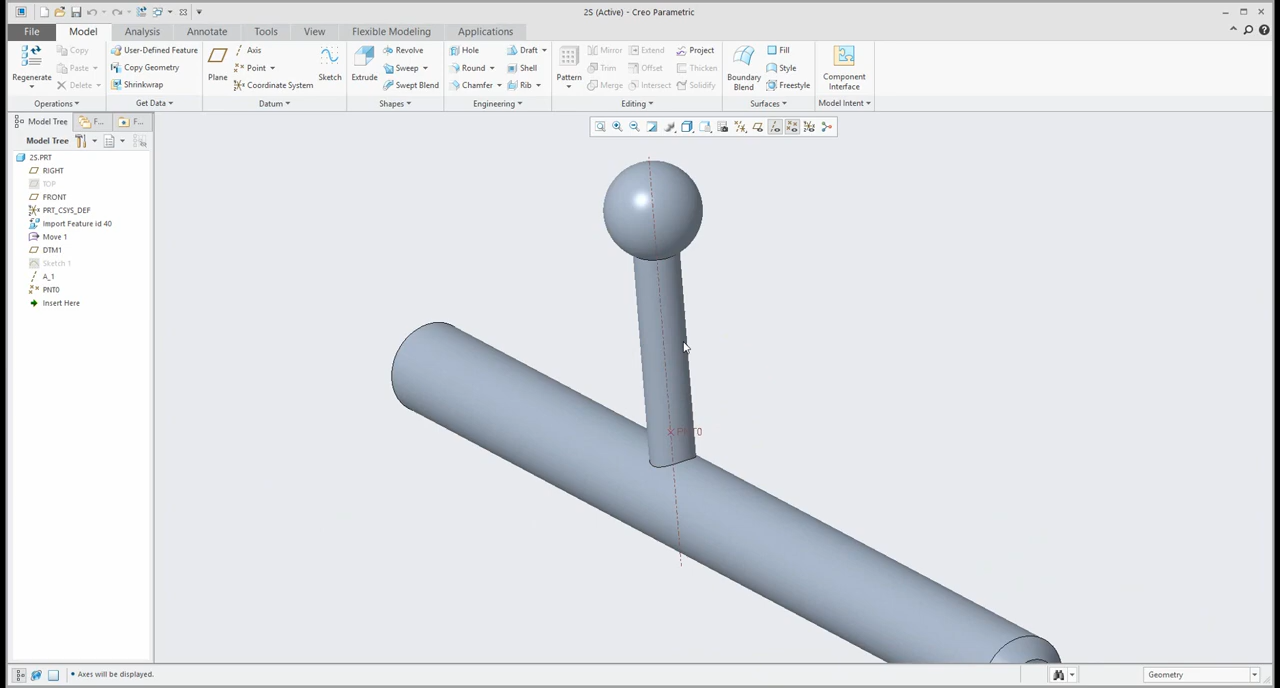 2S (Active) - Creo Parametric
File Model Analysis Annotate Tools View Flexible Modeling Applications
Regenerate
Copy
Paste
Delete
Operations
User-Defined Feature
Copy Geometry
Shrinkwrap
Get Data
Plane
Axis
Point
Coordinate System
Sketch
Datum
Extrude
Revolve
Sweep
Swept Blend
Shapes
Hole
Round
Chamfer
Draft
Shell
Rib
Engineering
Pattern
Mirror
Trim
Merge
Extend
Offset
Intersect
Project
Thicken
Solidify
Editing
Boundary
Blend
Fill
Style
Freestyle
Surfaces
Component
Interface
Model Intent
Model Tree F... F...
Model Tree
2S.PRT
RIGHT
TOP
FRONT
PRT_CSYS_DEF
Import Feature id 40
Move 1
DTM1
Sketch 1
A_1
PNT0
Insert Here
PNT0
• Axes will be displayed.
Geometry